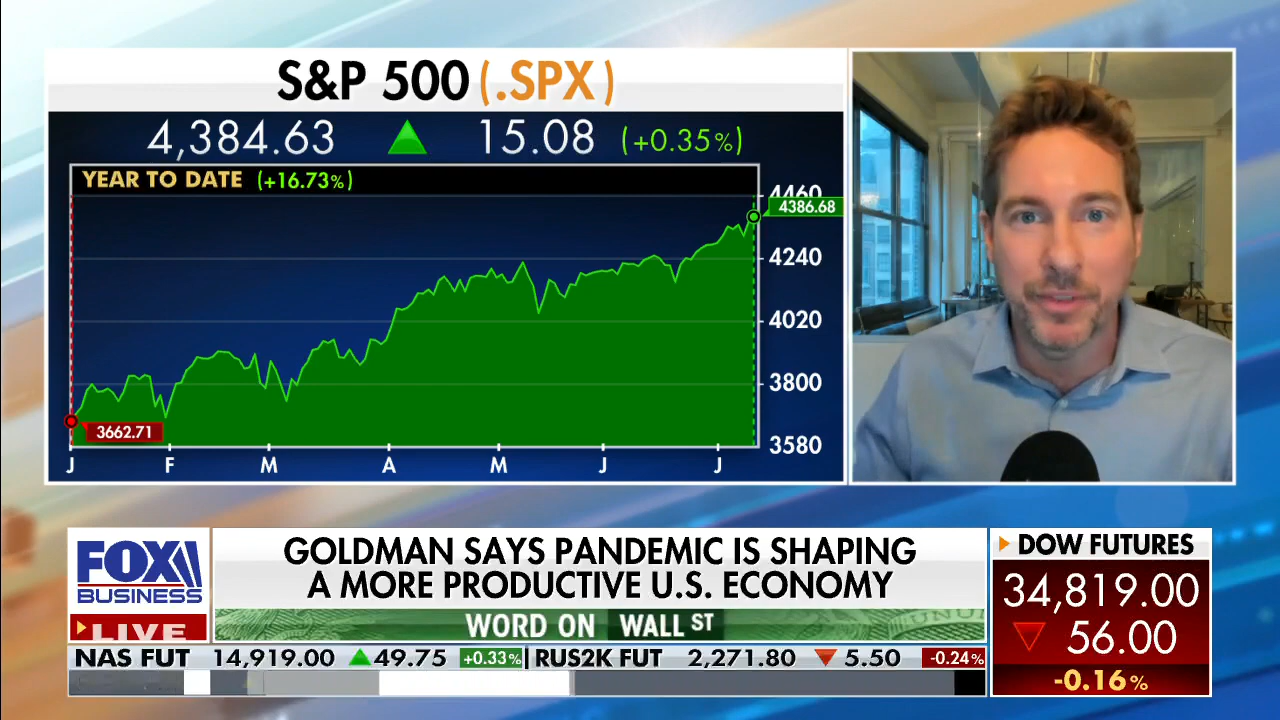 S&P 500 (.SPX)
4,384.63 ▲ 15.08 (+0.35%)
YEAR TO DATE (+16.73%)
4460
4386.68
4240
4020
3800
3580
3662.71
J F M A M J J
FOX BUSINESS
LIVE
GOLDMAN SAYS PANDEMIC IS SHAPING
A MORE PRODUCTIVE U.S. ECONOMY
WORD ON WALL ST
DOW FUTURES
34,819.00
▽ 56.00
-0.16%
NAS FUT 14,919.00 ▲49.75 +0.33% RUS2K FUT 2,271.80 ▼ 5.50 -0.24%